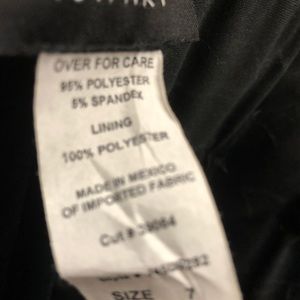 OVER FOR CARE
95% POLYESTER
5% SPANDEX
LINING
100% POLYESTER
MADE IN MEXICO
OF IMPORTED FABRIC
Cut #
SIZE 7